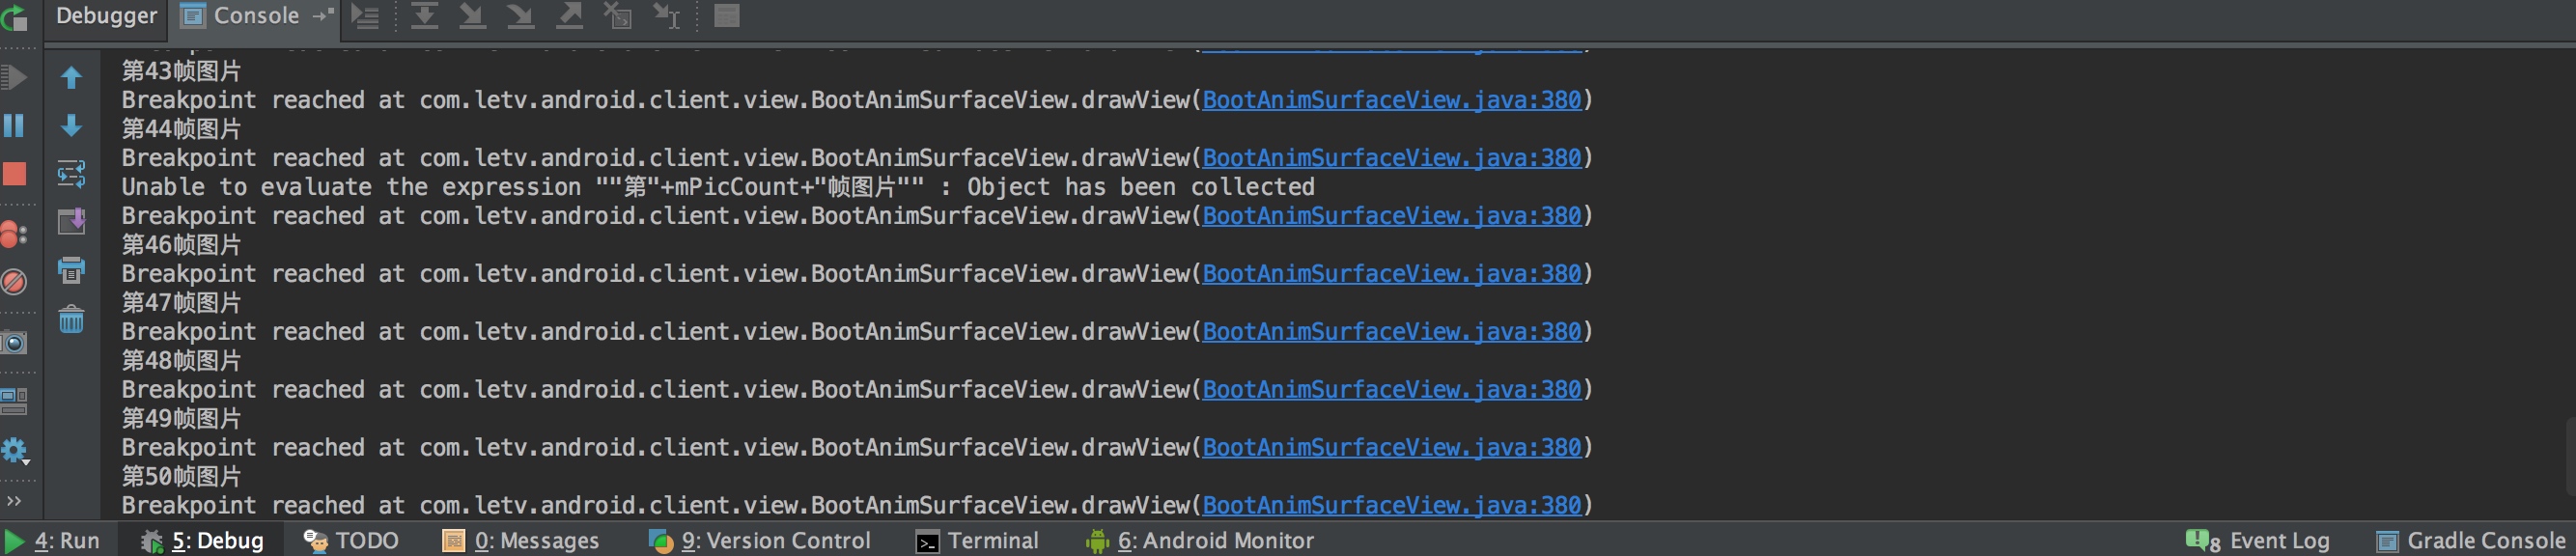 Debugger Console
第43帧图片
Breakpoint reached at com.letv.android.client.view.BootAnimSurfaceView.drawView(BootAnimSurfaceView.java:380)
第44帧图片
Breakpoint reached at com.letv.android.client.view.BootAnimSurfaceView.drawView(BootAnimSurfaceView.java:380)
Unable to evaluate the expression ""第"+mPicCount+"帧图片"" : Object has been collected
Breakpoint reached at com.letv.android.client.view.BootAnimSurfaceView.drawView(BootAnimSurfaceView.java:380)
第46帧图片
Breakpoint reached at com.letv.android.client.view.BootAnimSurfaceView.drawView(BootAnimSurfaceView.java:380)
第47帧图片
Breakpoint reached at com.letv.android.client.view.BootAnimSurfaceView.drawView(BootAnimSurfaceView.java:380)
第48帧图片
Breakpoint reached at com.letv.android.client.view.BootAnimSurfaceView.drawView(BootAnimSurfaceView.java:380)
第49帧图片
Breakpoint reached at com.letv.android.client.view.BootAnimSurfaceView.drawView(BootAnimSurfaceView.java:380)
第50帧图片
Breakpoint reached at com.letv.android.client.view.BootAnimSurfaceView.drawView(BootAnimSurfaceView.java:380)
4: Run 5: Debug TODO 0: Messages 9: Version Control Terminal 6: Android Monitor 8 Event Log Gradle Console